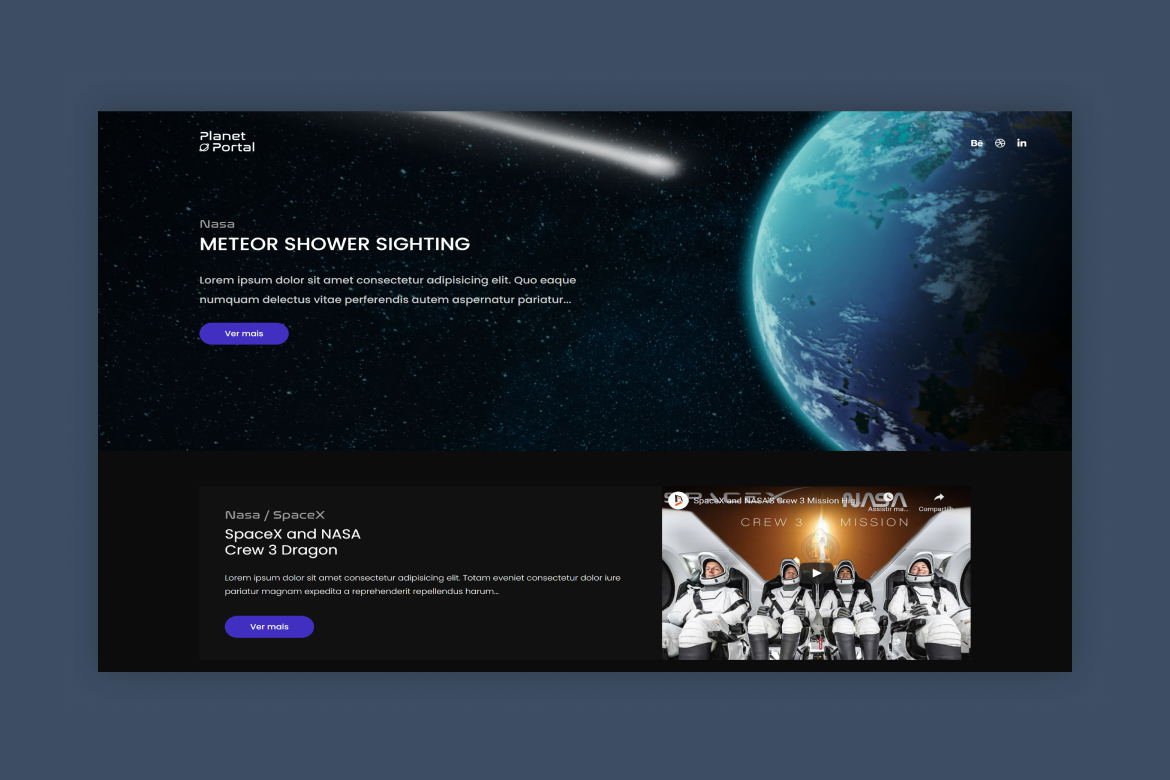 Planet
Portal
Bē
in
Nasa
METEOR SHOWER SIGHTING
Lorem ipsum dolor sit amet consectetur adipisicing elit. Quo eaque
numquam delectus vitae perferendis autem aspernatur pariatur...
Ver mais
Nasa / SpaceX
SpaceX and NASA
Crew 3 Dragon
Lorem ipsum dolor sit amet consectetur adipisicing elit. Totam eveniet consectetur dolor iure
pariatur magnam expedita a reprehenderit repellendus harum...
Ver mais
SPACEX NASA
SpaceX and NASA's Crew 3 Mission Hig...
Assistir ma... Compartilh...
CREW 3 MISSION